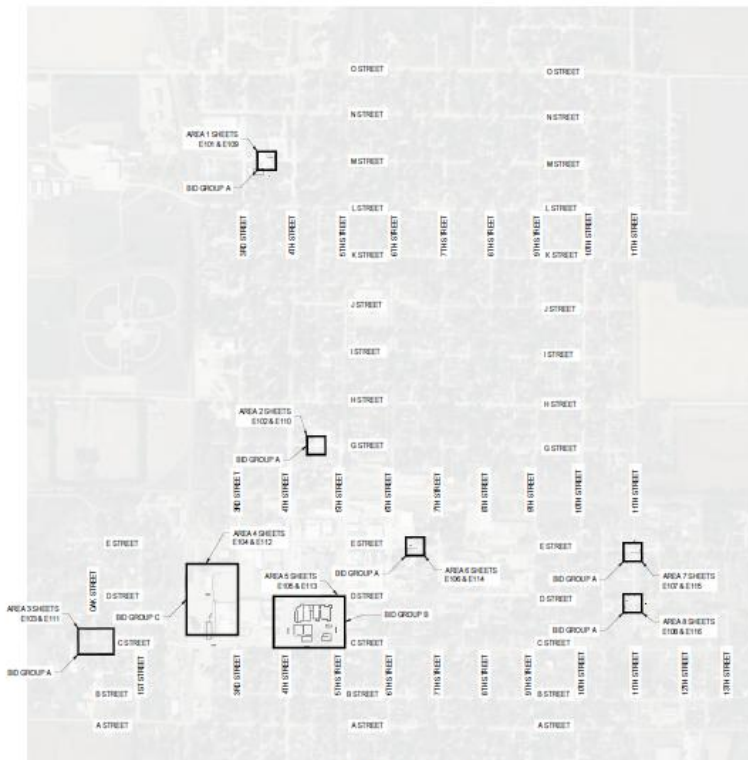 O STREET
O STREET
N STREET
N STREET
AREA 1 SHEETS
E101 & E109
M STREET
M STREET
BID GROUP A
L STREET
L STREET
3RD STREET
4TH STREET
5TH STREET
6TH STREET
7TH STREET
8TH STREET
9TH STREET
10TH STREET
11TH STREET
K STREET
K STREET
J STREET
J STREET
I STREET
I STREET
H STREET
H STREET
AREA 2 SHEETS
E102 & E110
G STREET
G STREET
BID GROUP A
3RD STREET
4TH STREET
5TH STREET
6TH STREET
7TH STREET
8TH STREET
9TH STREET
10TH STREET
11TH STREET
AREA 4 SHEETS
E104 & E112
E STREET
E STREET
E STREET
BID GROUP A
AREA 6 SHEETS
E106 & E114
BID GROUP A
AREA 7 SHEETS
E107 & E115
OAK STREET
AREA 5 SHEETS
E105 & E113
D STREET
D STREET
D STREET
AREA 3 SHEETS
E103 & E111
BID GROUP C
BID GROUP B
BID GROUP A
AREA 8 SHEETS
E108 & E116
C STREET
C STREET
C STREET
BID GROUP A
1ST STREET
3RD STREET
4TH STREET
5TH STREET
6TH STREET
7TH STREET
8TH STREET
9TH STREET
10TH STREET
11TH STREET
12TH STREET
13TH STREET
B STREET
B STREET
B STREET
A STREET
A STREET
A STREET